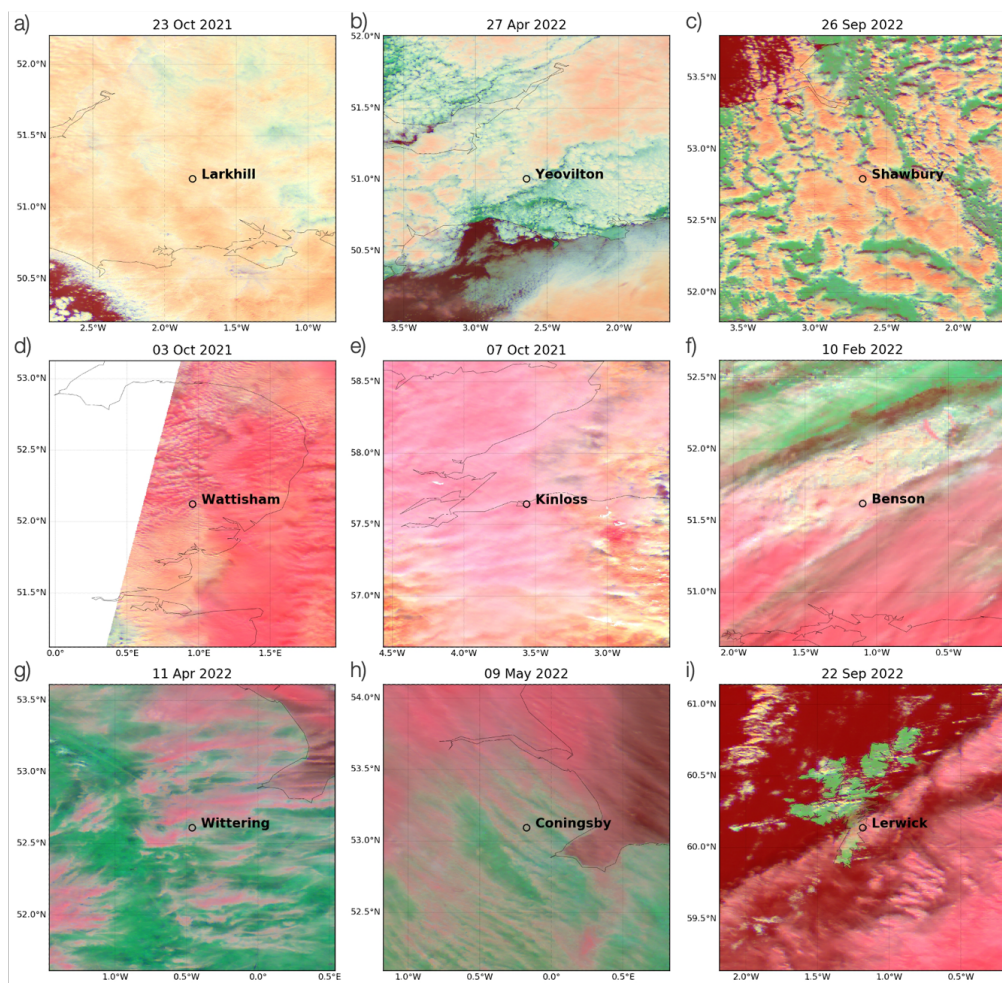 a) 23 Oct 2021
b) 27 Apr 2022
c) 26 Sep 2022
52.0°N
51.5°N
51.0°N
50.5°N
Larkhill
2.5°W 2.0°W 1.5°W 1.0°W
52.0°N
51.5°N
51.0°N
50.5°N
Yeovilton
3.5°W 3.0°W 2.5°W 2.0°W
53.5°N
53.0°N
52.5°N
52.0°N
Shawbury
3.5°W 3.0°W 2.5°W 2.0°W
d) 03 Oct 2021
e) 07 Oct 2021
f) 10 Feb 2022
53.0°N
52.5°N
52.0°N
51.5°N
Wattisham
0.0° 0.5°E 1.0°E 1.5°E
58.5°N
58.0°N
57.5°N
57.0°N
Kinloss
4.5°W 4.0°W 3.5°W 3.0°W
52.5°N
52.0°N
51.5°N
51.0°N
Benson
2.0°W 1.5°W 1.0°W 0.5°W
g) 11 Apr 2022
h) 09 May 2022
i) 22 Sep 2022
53.5°N
53.0°N
52.5°N
52.0°N
Wittering
1.0°W 0.5°W 0.0° 0.5°E
54.0°N
53.5°N
53.0°N
52.5°N
Coningsby
1.0°W 0.5°W 0.0° 0.5°E
61.0°N
60.5°N
60.0°N
59.5°N
Lerwick
2.0°W 1.5°W 1.0°W 0.5°W